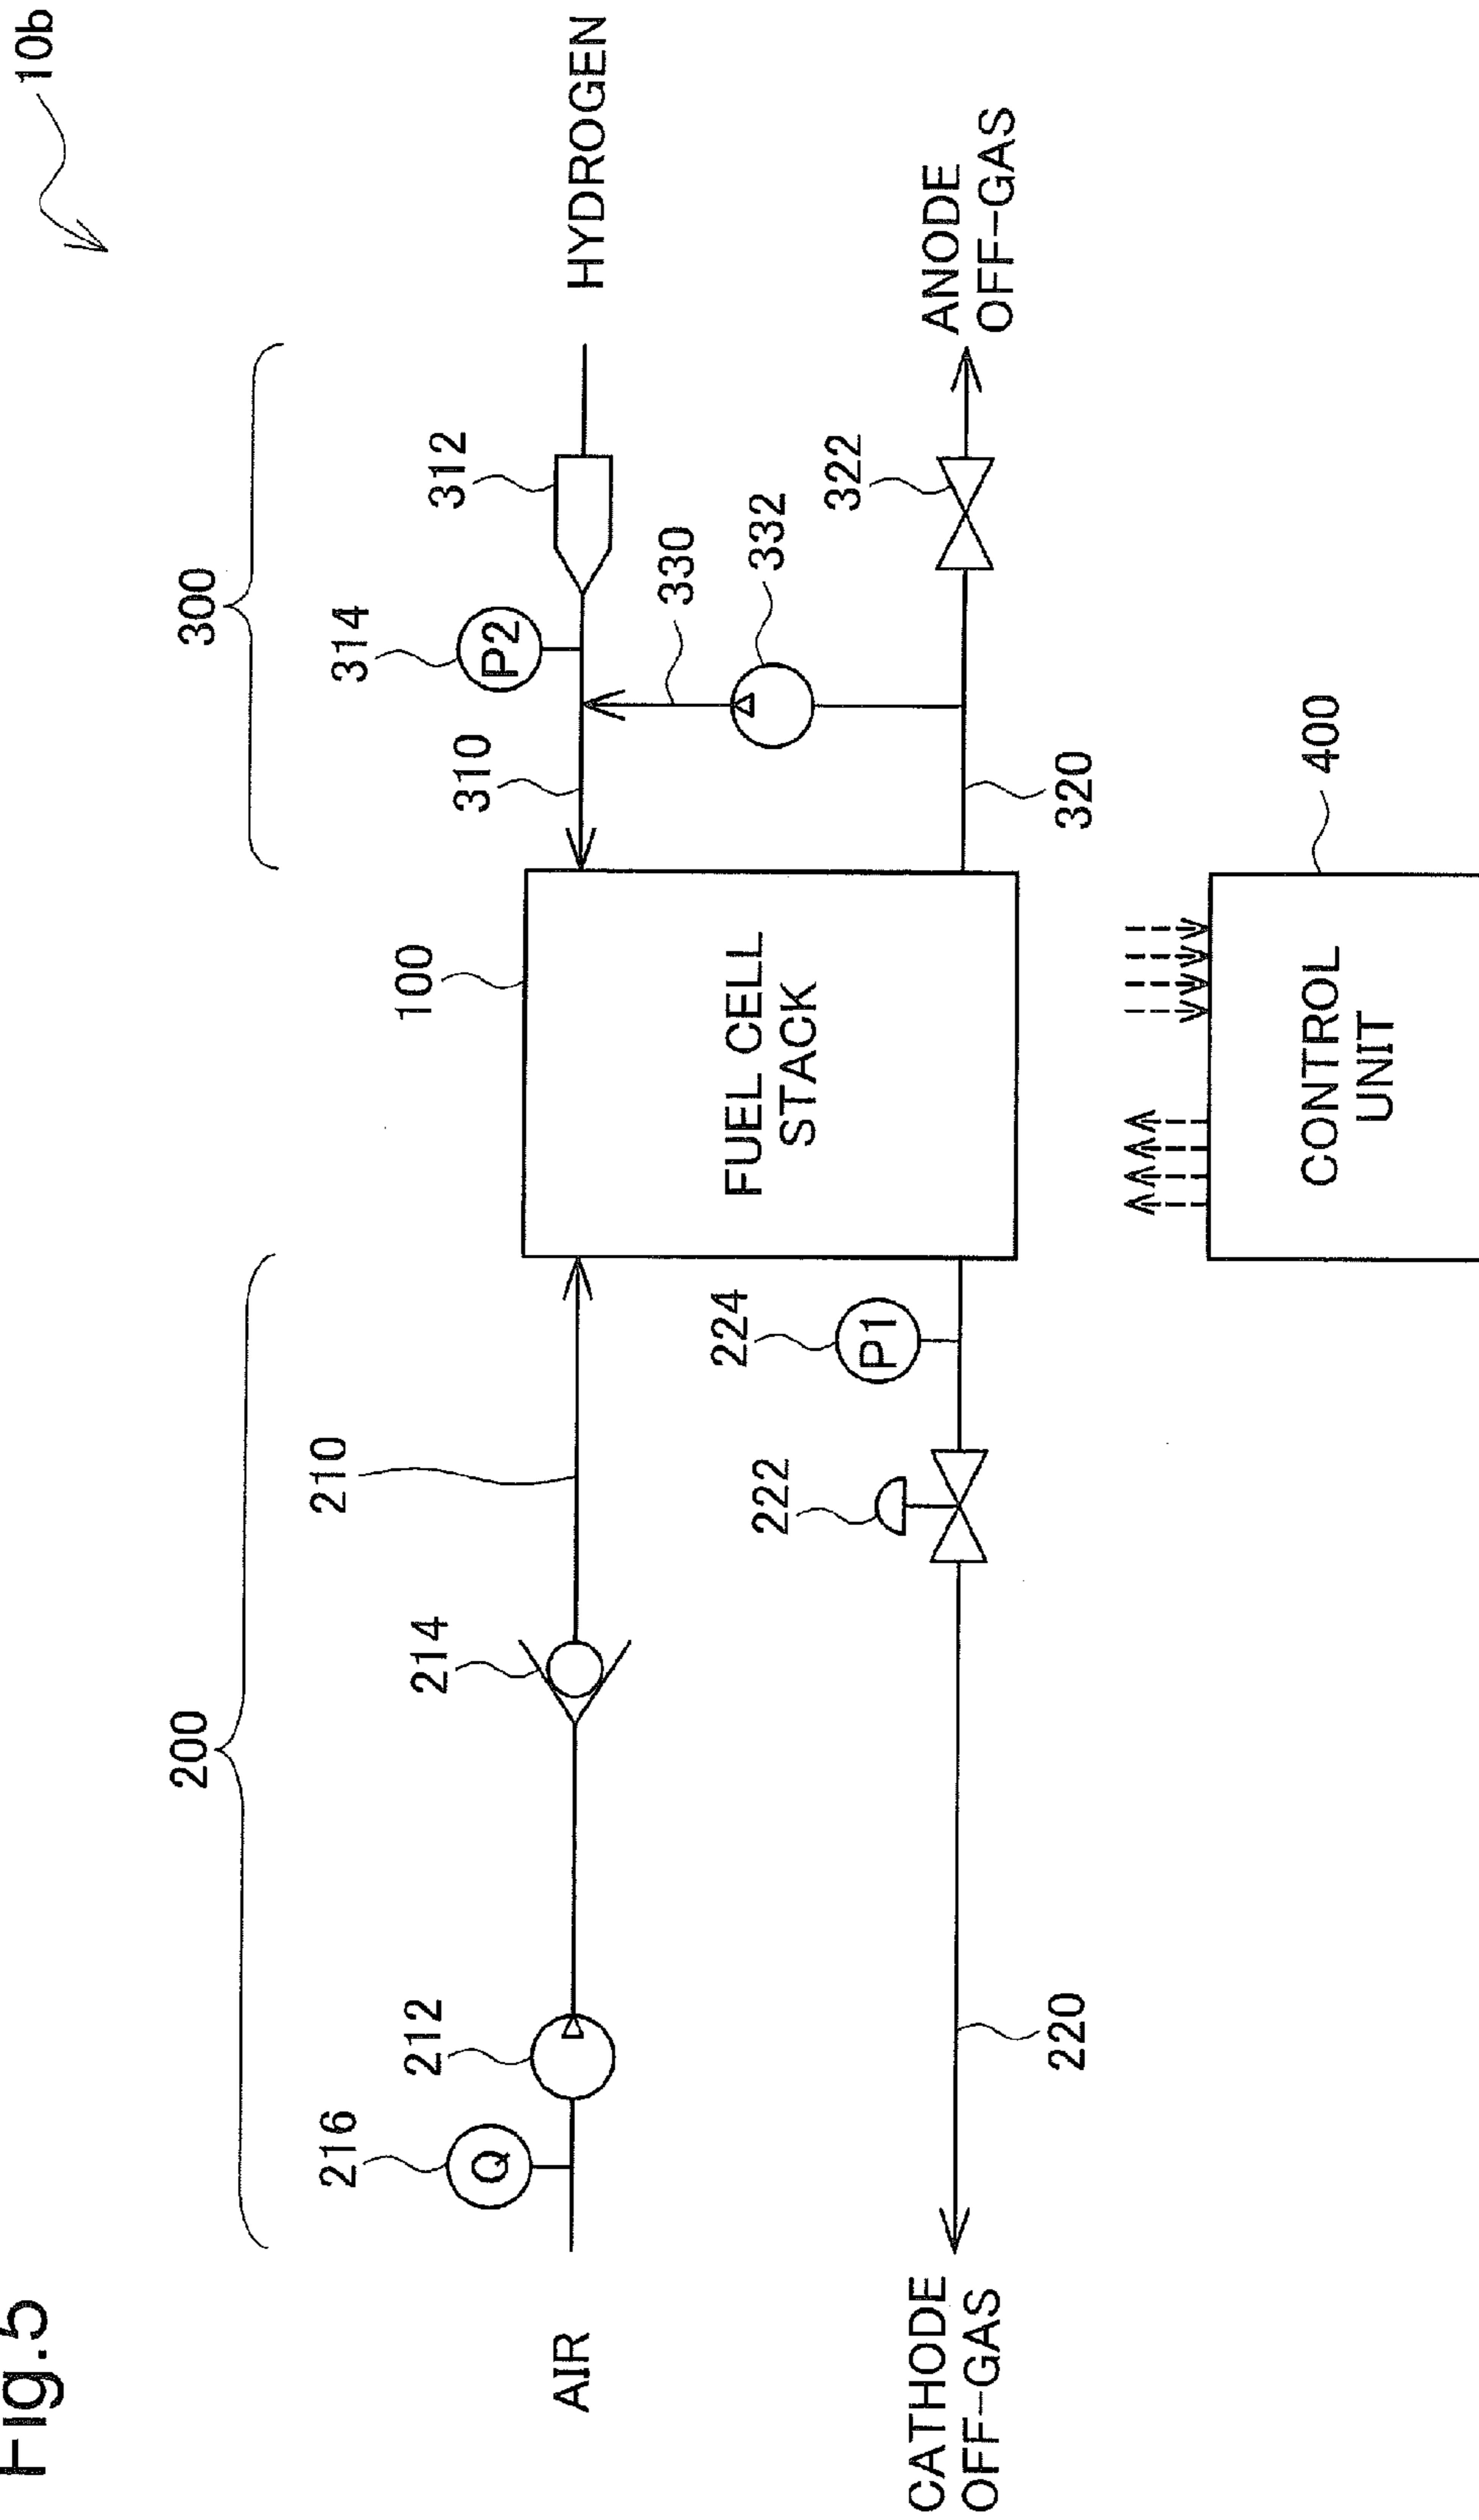 Fig.5
10b
200
300
216
212
214
210
100
310
314
312
Q
P2
AIR
HYDROGEN
330
332
FUEL CELL
STACK
224
222
P1
322
CATHODE
OFF-GAS
ANODE
OFF-GAS
220
320
400
CONTROL
UNIT